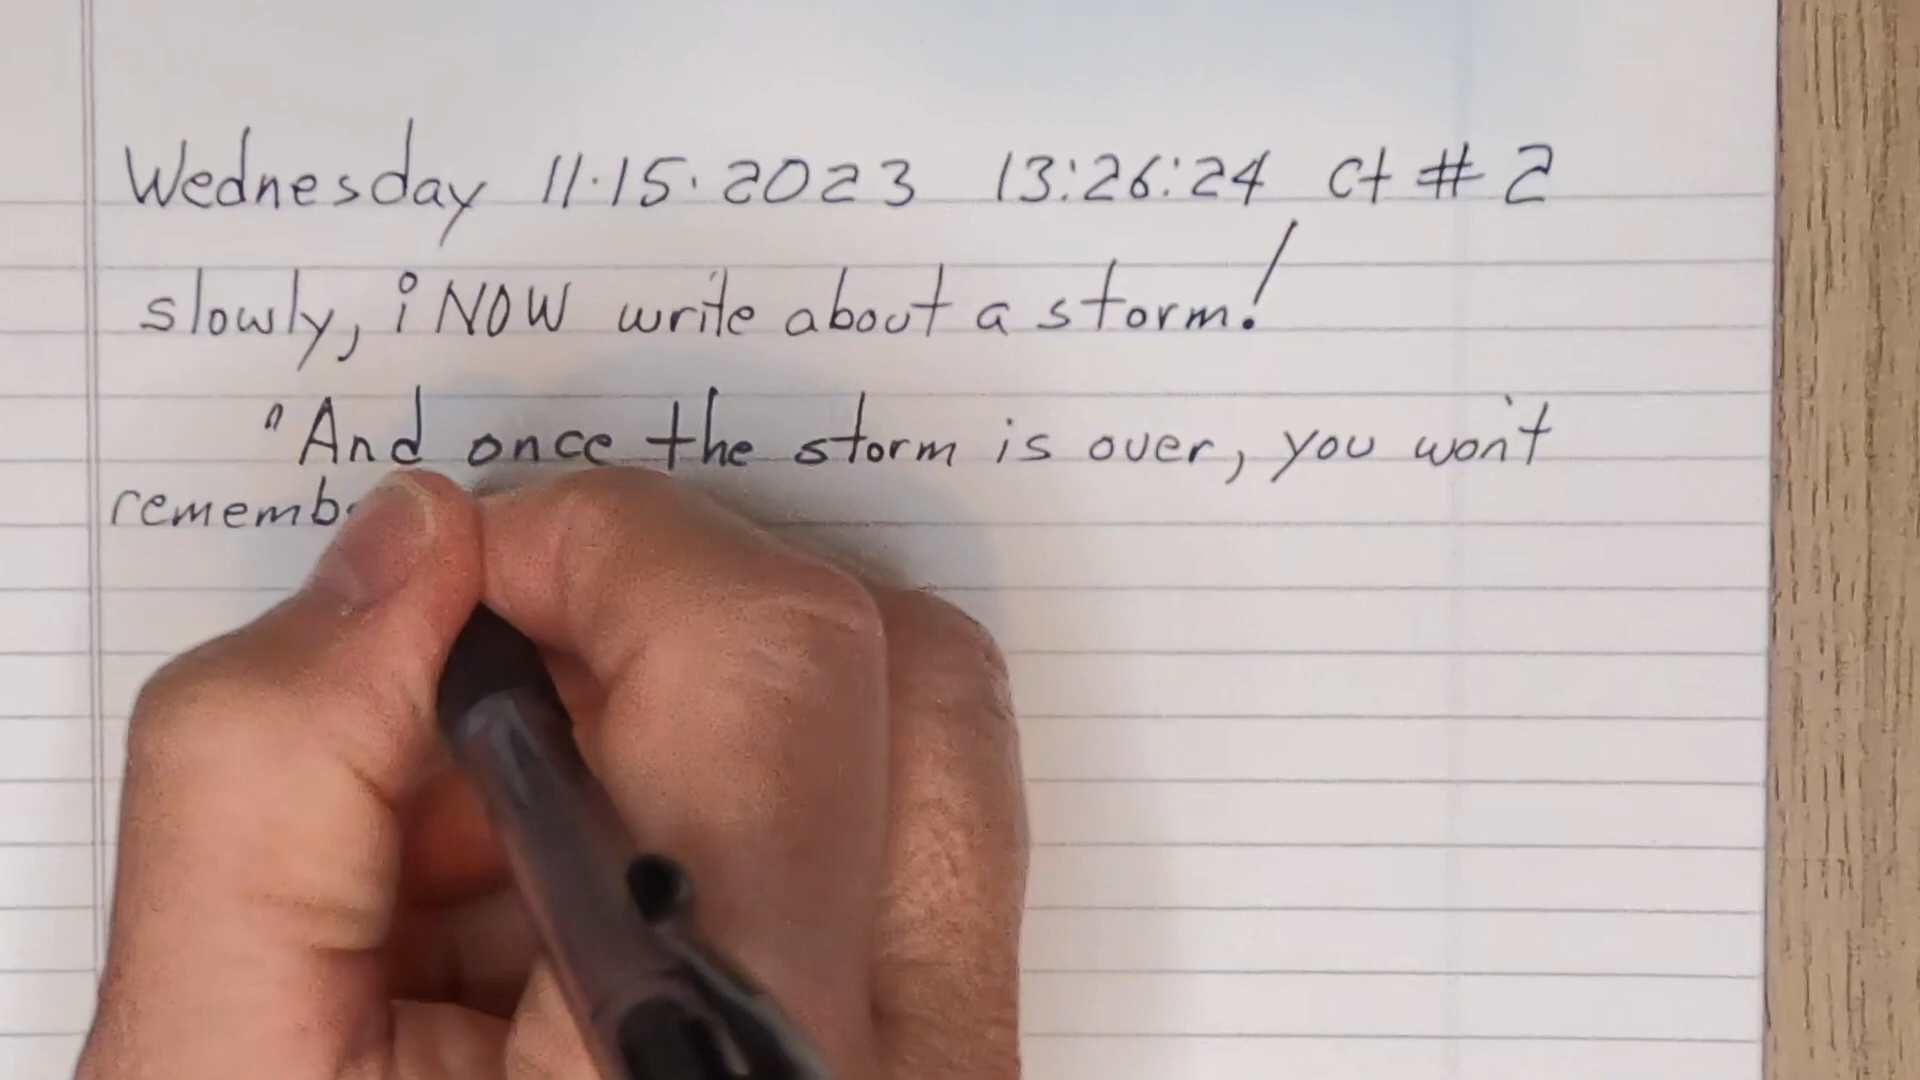 Wednesday 11·15·2023 13:26:24 ct # 2
slowly, i NOW write about a storm!
"And once the storm is over, you won't